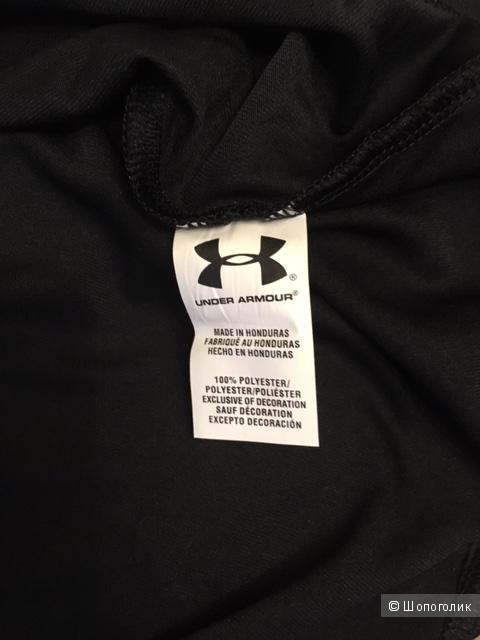 ®
UNDER ARMOUR®
MADE IN HONDURAS
FABRIQUÉ AU HONDURAS
HECHO EN HONDURAS
100% POLYESTER/
POLYESTER/POLIÉSTER
EXCLUSIVE OF DECORATION
SAUF DÉCORATION
EXCEPTO DECORACIÓN
© Шопоголик